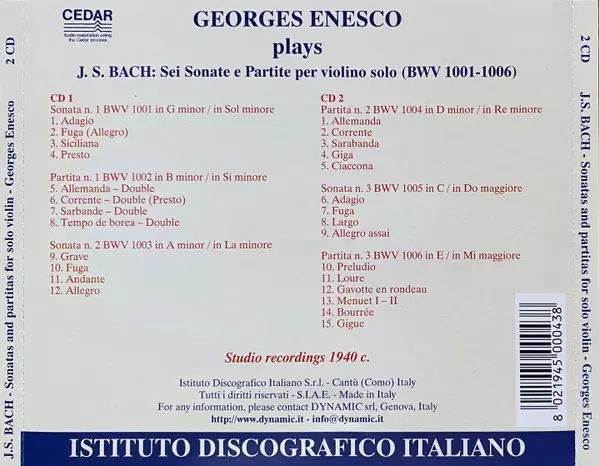 CEDAR
Audio restoration using
the Cedar process.
GEORGES ENESCO
plays
J. S. BACH: Sei Sonate e Partite per violino solo (BWV 1001-1006)
CD 1
Sonata n. 1 BWV 1001 in G minor / in Sol minore
1. Adagio
2. Fuga (Allegro)
3. Siciliana
4. Presto
Partita n. 1 BWV 1002 in B minor / in Si minore
5. Allemanda – Double
6. Corrente – Double (Presto)
7. Sarbande – Double
8. Tempo de borea – Double
Sonata n. 2 BWV 1003 in A minor / in La minore
9. Grave
10. Fuga
11. Andante
12. Allegro
CD 2
Partita n. 2 BWV 1004 in D minor / in Re minore
1. Allemanda
2. Corrente
3. Sarabanda
4. Giga
5. Ciaccona
Sonata n. 3 BWV 1005 in C / in Do maggiore
6. Adagio
7. Fuga
8. Largo
9. Allegro assai
Partita n. 3 BWV 1006 in E / in Mi maggiore
10. Preludio
11. Loure
12. Gavotte en rondeau
13. Menuet I – II
14. Bourrée
15. Gigue
Studio recordings 1940 c.
Istituto Discografico Italiano S.r.l. - Cantù (Como) Italy
Tutti i diritti riservati - S.I.A.E. - Made in Italy
For any information, please contact DYNAMIC srl, Genova, Italy
http://www.dynamic.it - info@dynamic.it
8 021945 000438
ISTITUTO DISCOGRAFICO ITALIANO
J.S. BACH - Sonatas and partitas for solo violin - Georges Enesco
2 CD
2 CD
J.S. BACH - Sonatas and partitas for solo violin - Georges Enesco